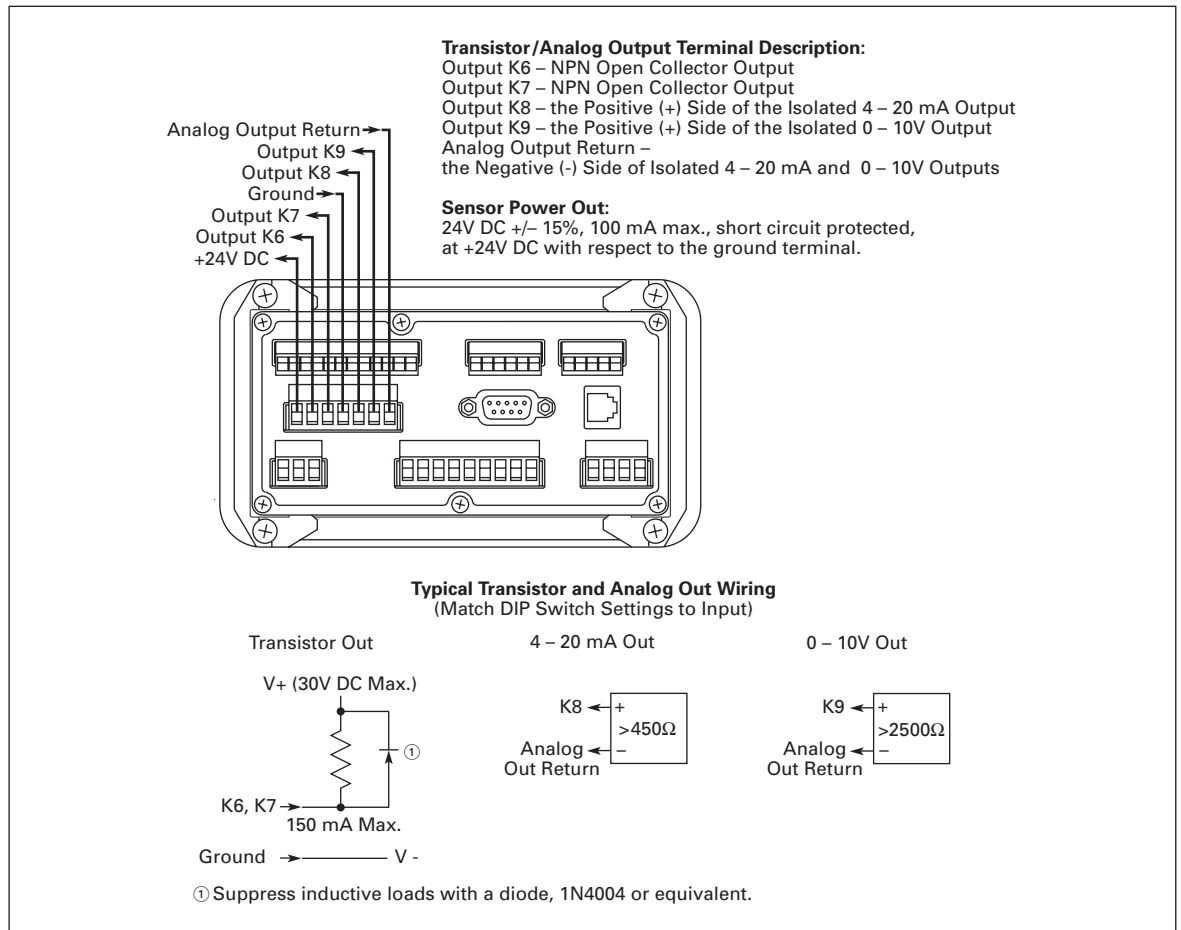 Transistor/Analog Output Terminal Description:
Output K6 – NPN Open Collector Output
Output K7 – NPN Open Collector Output
Output K8 – the Positive (+) Side of the Isolated 4 – 20 mA Output
Output K9 – the Positive (+) Side of the Isolated 0 – 10V Output
Analog Output Return –
the Negative (-) Side of Isolated 4 – 20 mA and 0 – 10V Outputs
Sensor Power Out:
24V DC +/– 15%, 100 mA max., short circuit protected,
at +24V DC with respect to the ground terminal.
Analog Output Return
Output K9
Output K8
Ground
Output K7
Output K6
+24V DC
Typical Transistor and Analog Out Wiring
(Match DIP Switch Settings to Input)
Transistor Out
V+ (30V DC Max.)
①
K6, K7
150 mA Max.
Ground
V -
4 – 20 mA Out
K8
+
>450Ω
Analog
Out Return
–
0 – 10V Out
K9
+
>2500Ω
Analog
Out Return
–
① Suppress inductive loads with a diode, 1N4004 or equivalent.